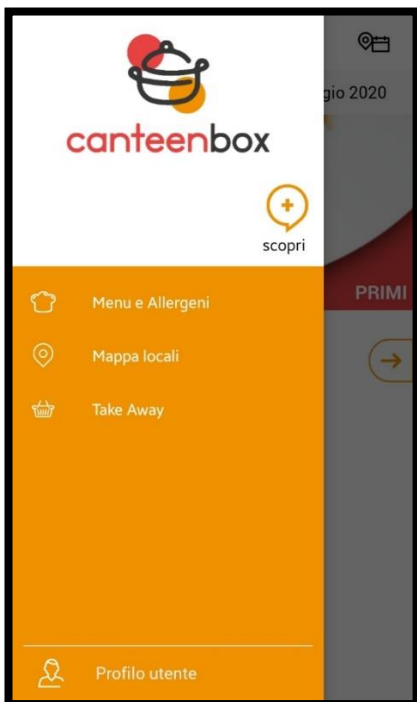 gio 2020
canteenbox
scopri
PRIMI
Menu e Allergeni
Mappa locali
Take Away
Profilo utente